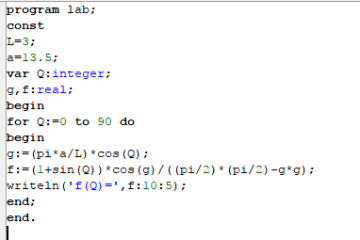 program lab;
const
L=3;
a=13.5;
var Q:integer;
g,f:real;
begin
for Q:=0 to 90 do
begin
g:=(pi*a/L)*cos(Q);
f:=(1+sin(Q))*cos(g)/((pi/2)*(pi/2)-g*g);
writeln('f(Q)=',f:10:5);
end;
end.